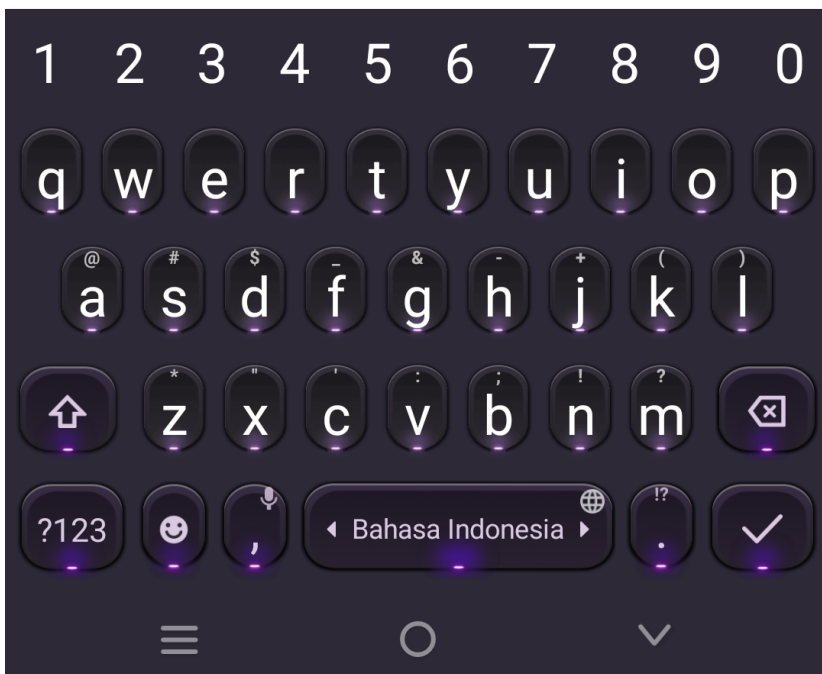 1 2 3 4 5 6 7 8 9 0
q w e r t y u i o p
@ # $ _ & - + ( )
a s d f g h j k l
* " ' : ; ! ?
z x c v b n m
!?
?123 , Bahasa Indonesia .